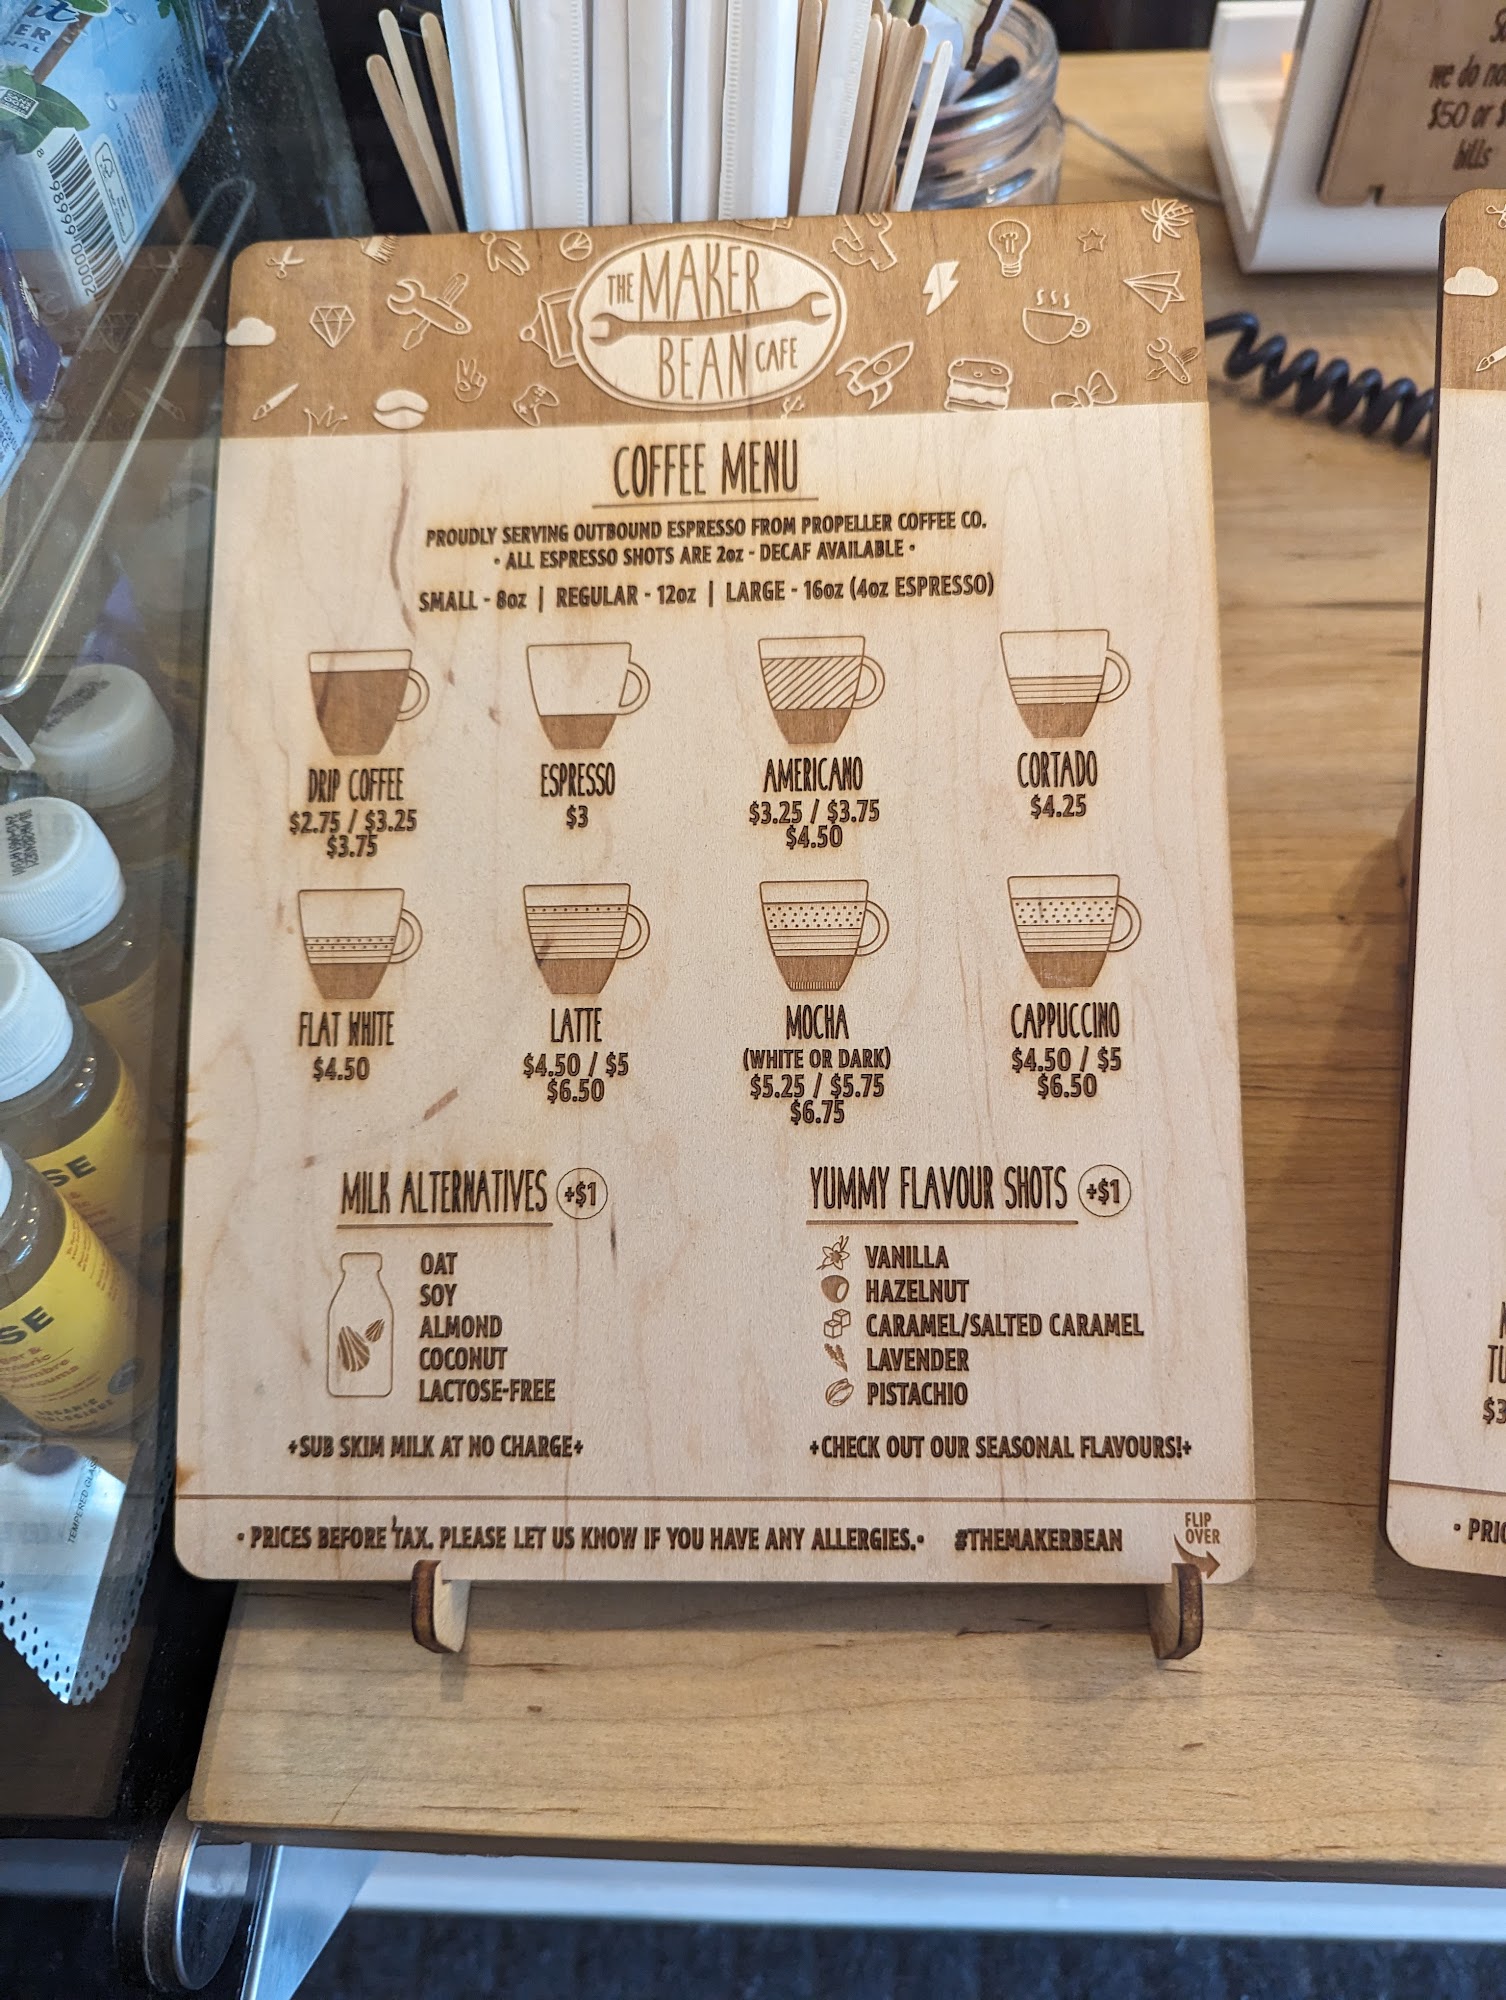 THE MAKER
BEAN CAFE
COFFEE MENU
PROUDLY SERVING OUTBOUND ESPRESSO FROM PROPELLER COFFEE CO.
• ALL ESPRESSO SHOTS ARE 2oz - DECAF AVAILABLE •
SMALL - 8oz | REGULAR - 12oz | LARGE - 16oz (4oz ESPRESSO)
DRIP COFFEE
$2.75 / $3.25
$3.75
ESPRESSO
$3
AMERICANO
$3.25 / $3.75
$4.50
CORTADO
$4.25
FLAT WHITE
$4.50
LATTE
$4.50 / $5
$6.50
MOCHA
(WHITE OR DARK)
$5.25 / $5.75
$6.75
CAPPUCCINO
$4.50 / $5
$6.50
MILK ALTERNATIVES +$1
OAT
SOY
ALMOND
COCONUT
LACTOSE-FREE
+SUB SKIM MILK AT NO CHARGE+
YUMMY FLAVOUR SHOTS +$1
VANILLA
HAZELNUT
CARAMEL/SALTED CARAMEL
LAVENDER
PISTACHIO
+CHECK OUT OUR SEASONAL FLAVOURS!+
• PRICES BEFORE TAX. PLEASE LET US KNOW IF YOU HAVE ANY ALLERGIES.• #THEMAKERBEAN
FLIP
OVER
we do
$50 or
bills
TEMPERED GLASS